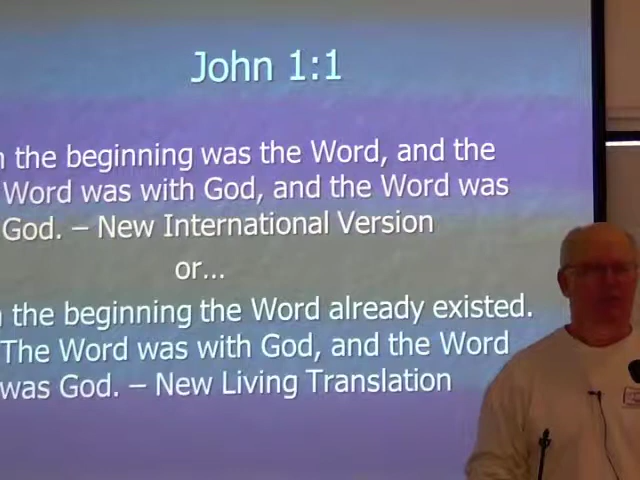 John 1:1
n the beginning was the Word, and the
Word was with God, and the Word was
God. – New International Version
or...
n the beginning the Word already existed.
The Word was with God, and the Word
was God. – New Living Translation